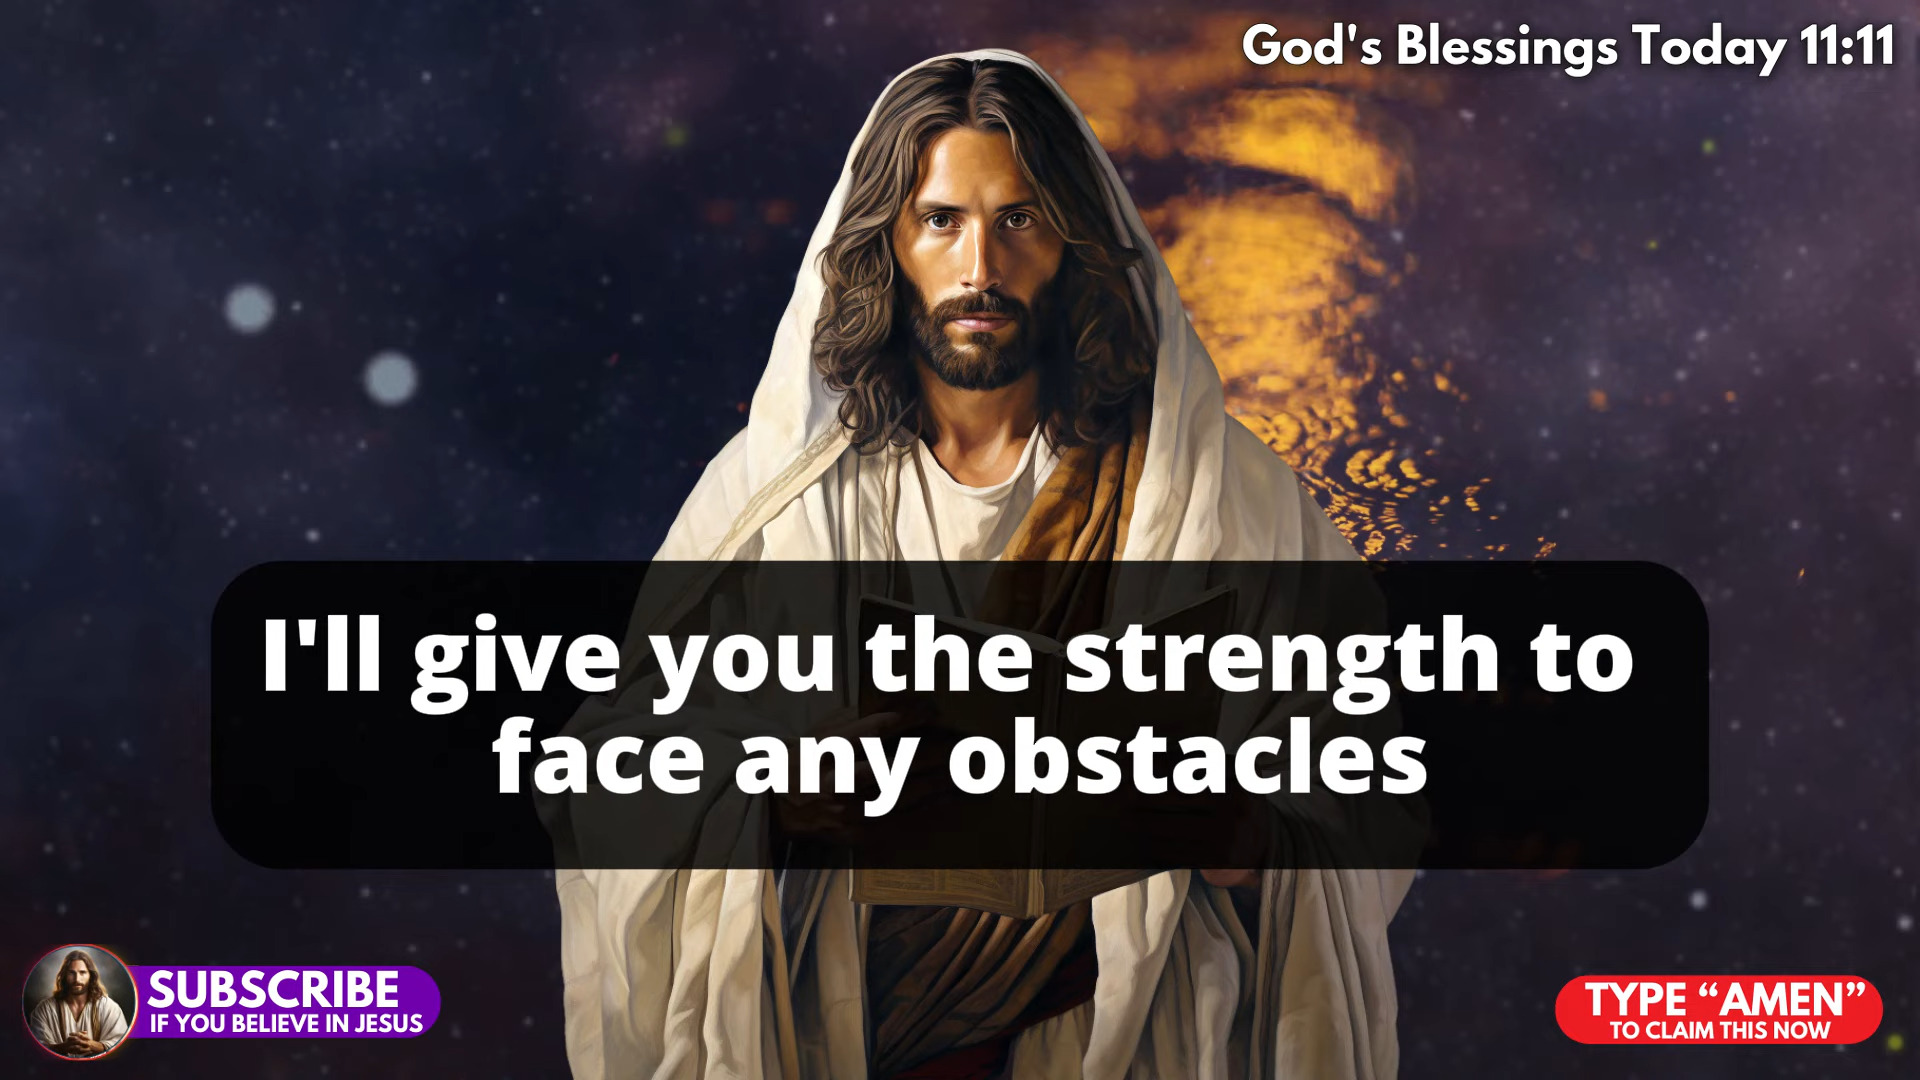 God's Blessings Today 11:11
I'll give you the strength to
face any obstacles
SUBSCRIBE
IF YOU BELIEVE IN JESUS
TYPE “AMEN”
TO CLAIM THIS NOW